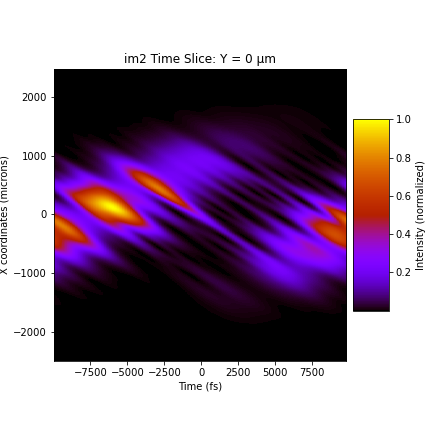 im2 Time Slice: Y = 0 μm
X coordinates (microns)
2000
1000
0
−1000
−2000
−7500 −5000 −2500 0 2500 5000 7500
Time (fs)
1.0
0.8
0.6
0.4
0.2
Intensity (normalized)